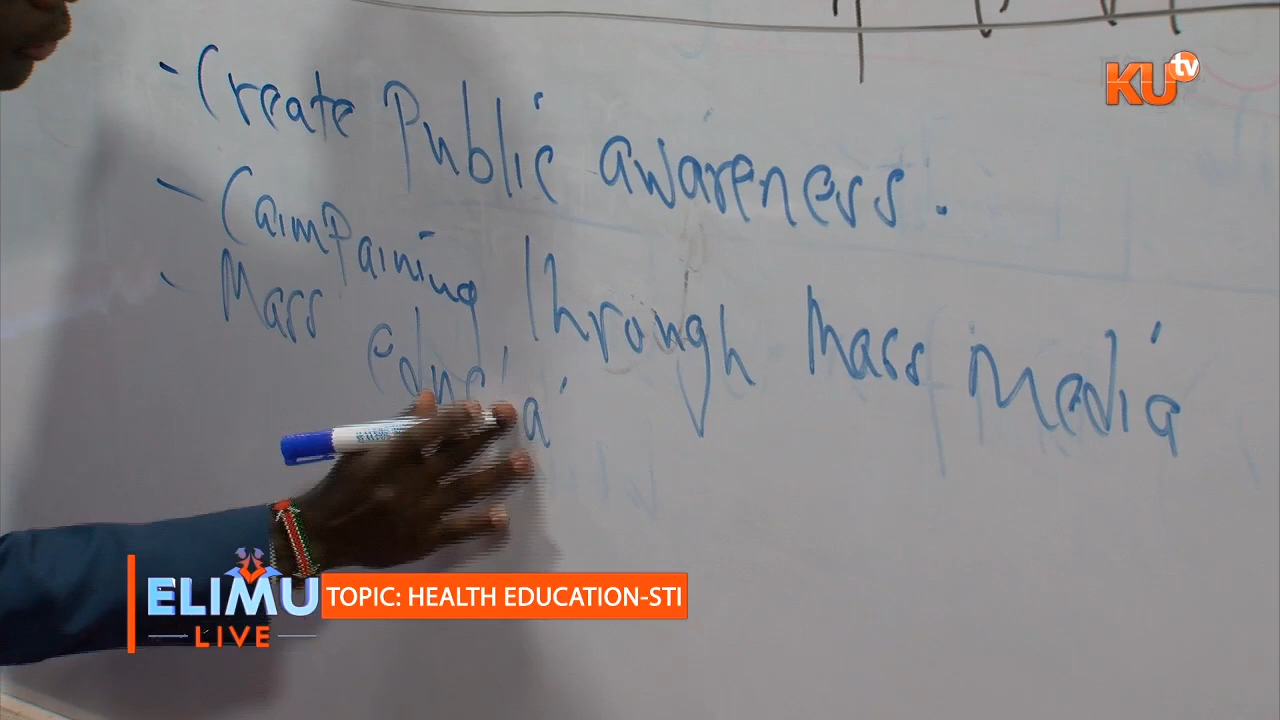 KU tv
- Create Public awareness.
- Caimpaining through Mass Media
- Mass
ELIMU
LIVE
TOPIC: HEALTH EDUCATION-STI